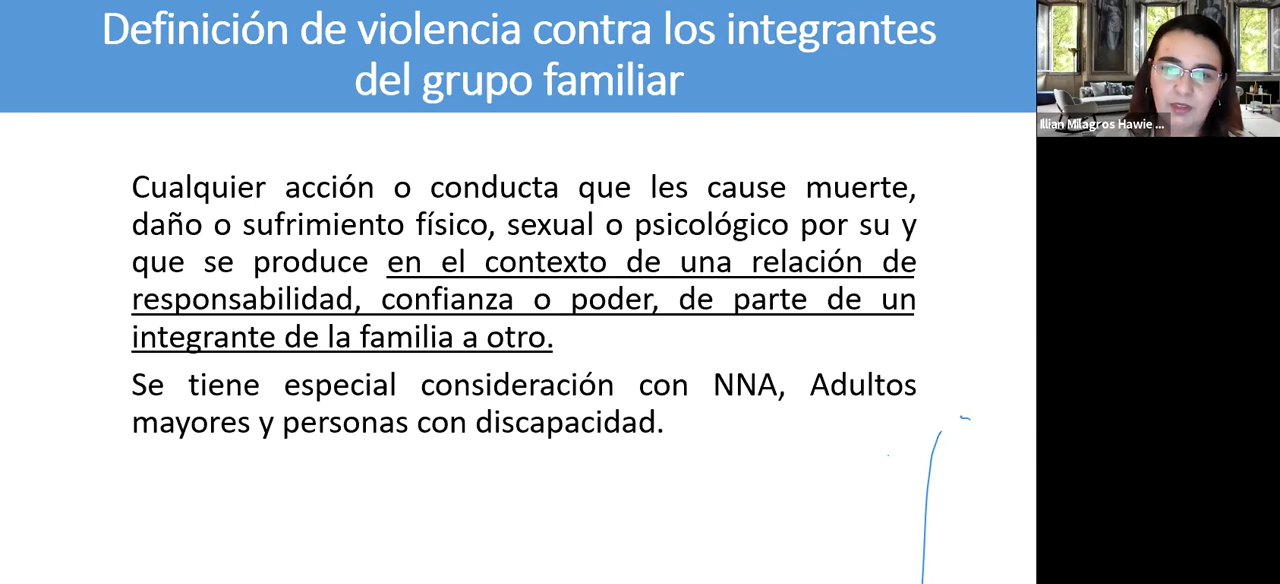 Definición de violencia contra los integrantes
del grupo familiar
Cualquier acción o conducta que les cause muerte,
daño o sufrimiento físico, sexual o psicológico por su y
que se produce en el contexto de una relación de
responsabilidad, confianza o poder, de parte de un
integrante de la familia a otro.
Se tiene especial consideración con NNA, Adultos
mayores y personas con discapacidad.
Illian Milagros Hawie ...